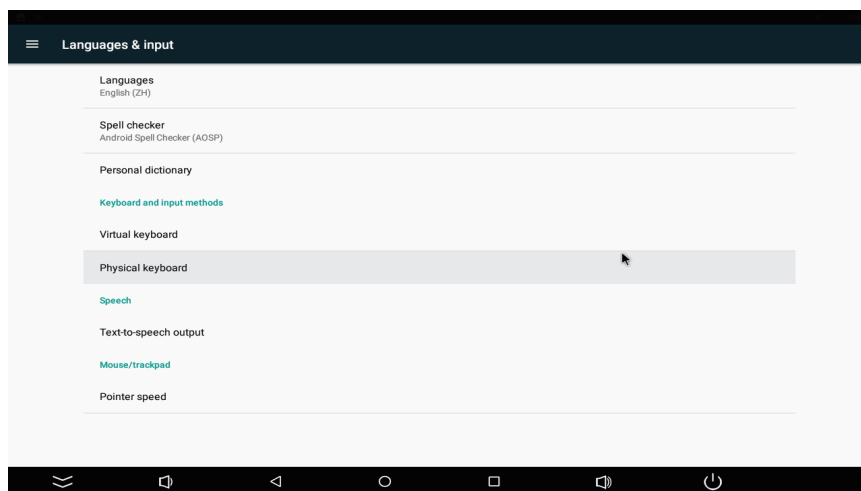 Languages & input
Languages
English (ZH)
Spell checker
Android Spell Checker (AOSP)
Personal dictionary
Keyboard and input methods
Virtual keyboard
Physical keyboard
Speech
Text-to-speech output
Mouse/trackpad
Pointer speed